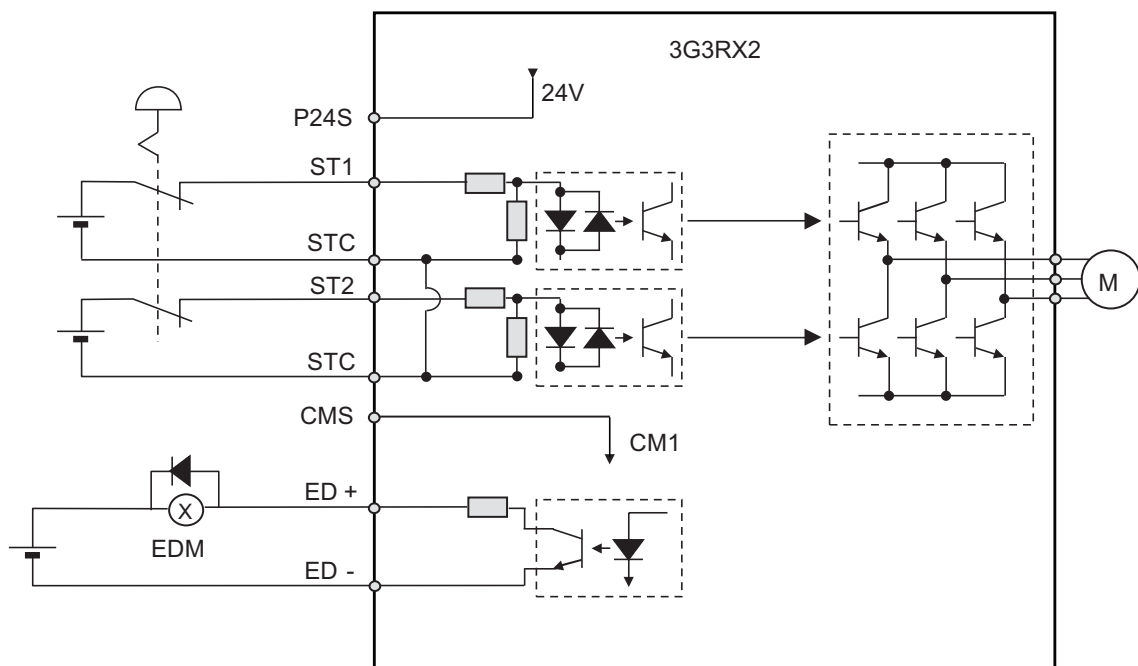 3G3RX2
24V
P24S
ST1
STC
ST2
STC
M
CMS
CM1
ED +
X
EDM
ED -